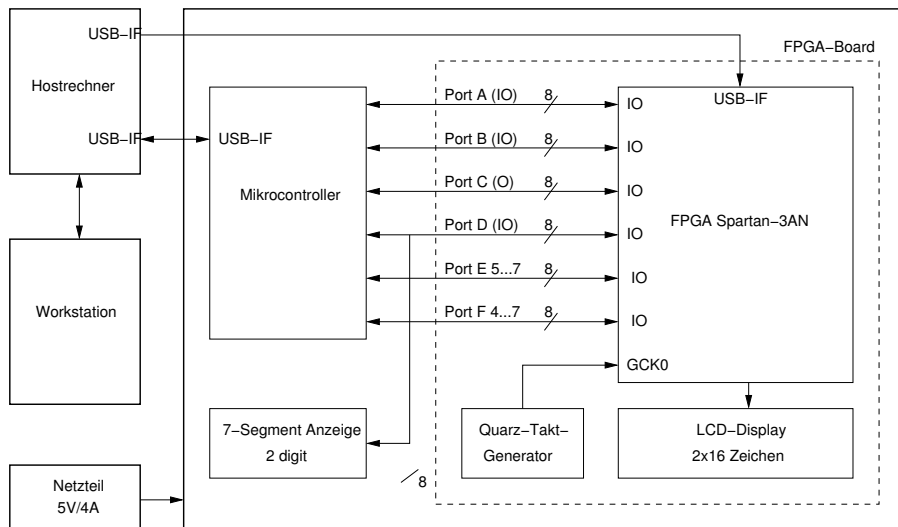 USB−IF
FPGA−Board
Hostrechner
USB−IF
Port A (IO)
8
IO
USB−IF
USB−IF
Port B (IO)
8
IO
Mikrocontroller
Port C (O)
8
IO
Port D (IO)
8
IO
FPGA Spartan−3AN
Port E 5...7
8
IO
Workstation
Port F 4...7
8
IO
GCK0
7−Segment Anzeige
2 digit
8
Quarz−Takt−
Generator
LCD−Display
2x16 Zeichen
Netzteil
5V/4A
USB−IF